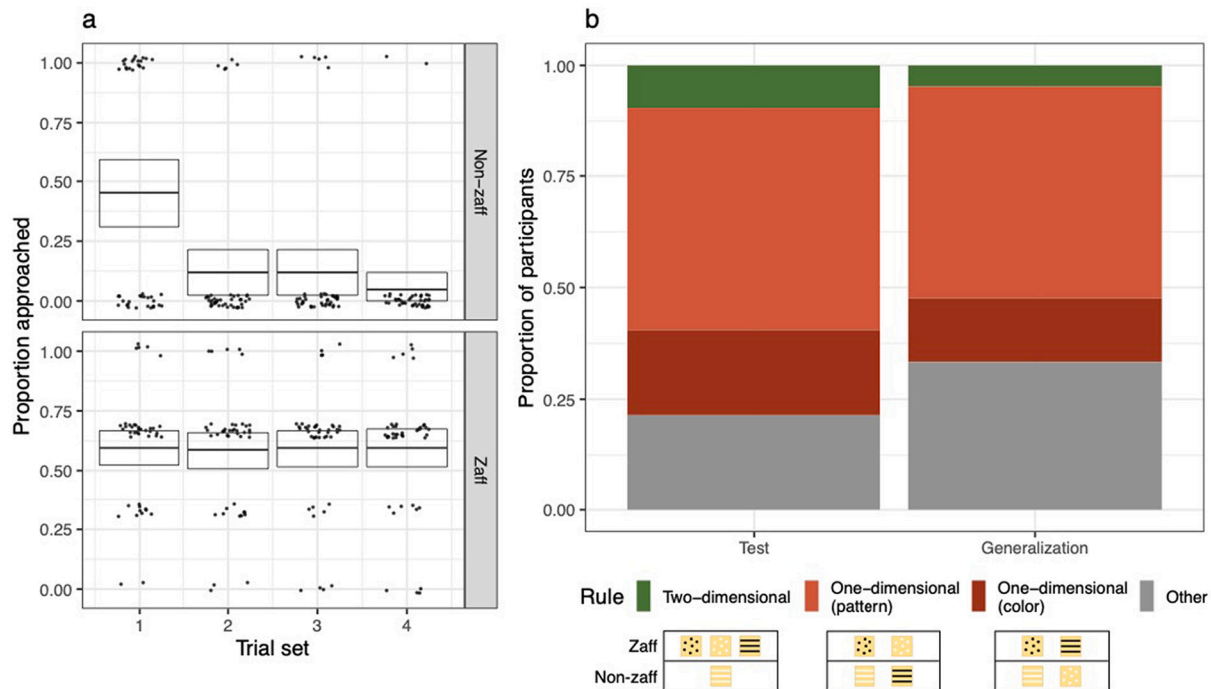 a
Proportion approached
1.00
0.75
0.50
0.25
0.00
Non−zaff
1.00
0.75
0.50
0.25
0.00
Zaff
1 2 3 4
Trial set
b
Proportion of participants
1.00
0.75
0.50
0.25
0.00
Test Generalization
Rule Two−dimensional One−dimensional (pattern) One−dimensional (color) Other
Zaff
Non−zaff